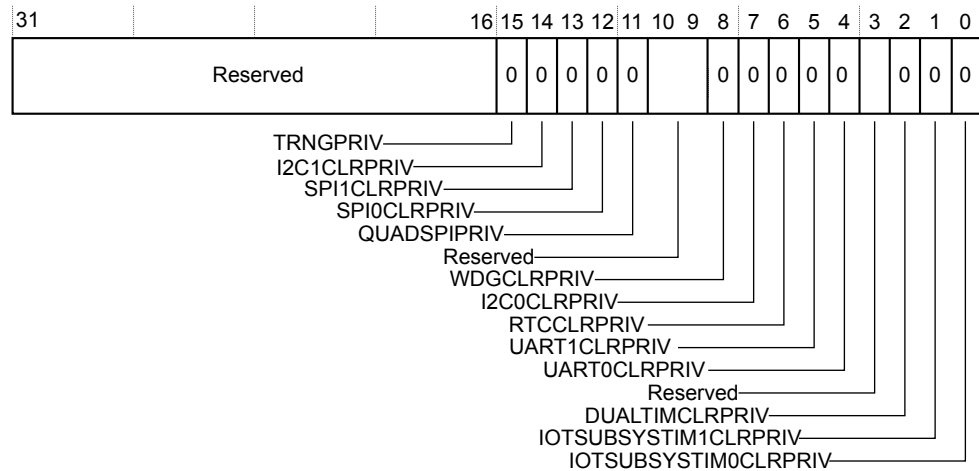 31 16 15 14 13 12 11 10 9 8 7 6 5 4 3 2 1 0
Reserved 0 0 0 0 0 0 0 0 0 0 0 0 0
TRNGPRIV
I2C1CLRPRIV
SPI1CLRPRIV
SPI0CLRPRIV
QUADSPIPRIV
Reserved
WDGCLRPRIV
I2C0CLRPRIV
RTCCLRPRIV
UART1CLRPRIV
UART0CLRPRIV
Reserved
DUALTIMCLRPRIV
IOTSUBSYSTIM1CLRPRIV
IOTSUBSYSTIM0CLRPRIV